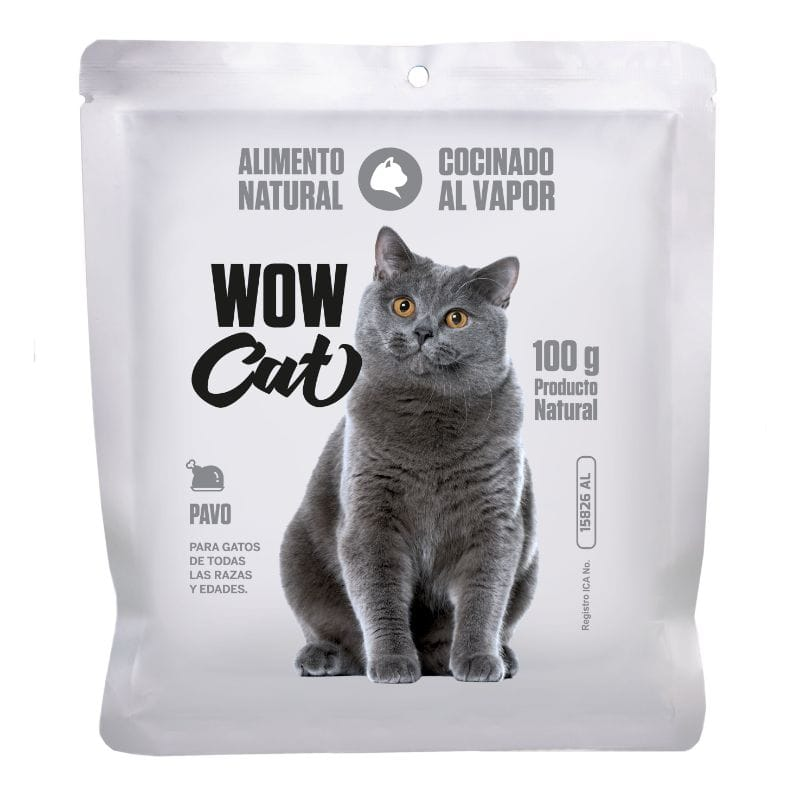 ALIMENTO
NATURAL
COCINADO
AL VAPOR
WOW
Cat
100 g
Producto
Natural
PAVO
PARA GATOS
DE TODAS
LAS RAZAS
Y EDADES.
Registro ICA No. 15826 AL